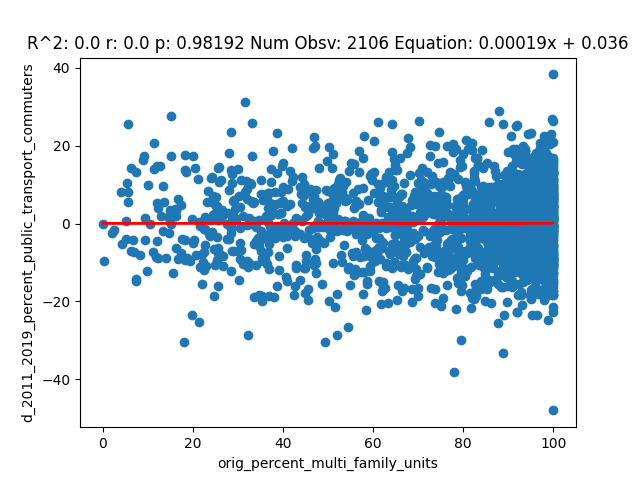 R^2: 0.0 r: 0.0 p: 0.98192 Num Obsv: 2106 Equation: 0.00019x + 0.036
d_2011_2019_percent_public_transport_commuters
40
20
0
−20
−40
0 20 40 60 80 100
orig_percent_multi_family_units